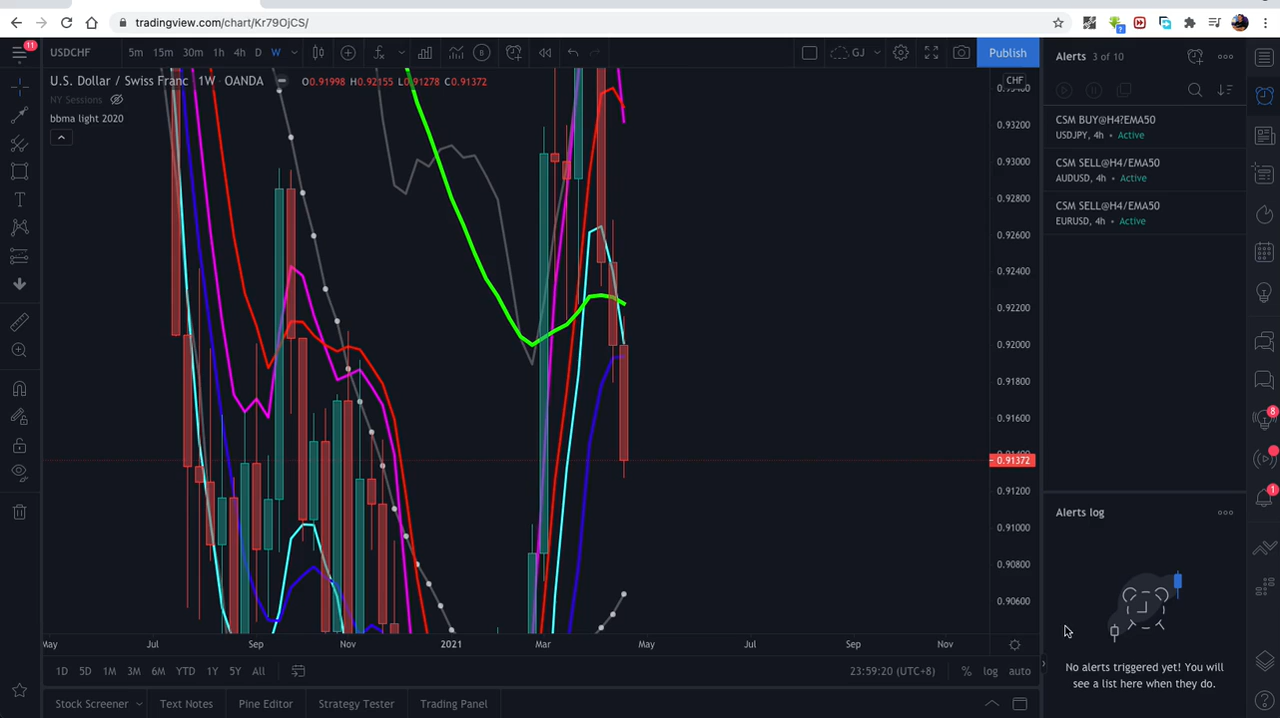 tradingview.com/chart/Kr79OjCS/
11
USDCHF
5m 15m 30m 1h 4h D W
GJ
Publish
Alerts 3 of 10
U.S. Dollar / Swiss Franc 1W OANDA
O0.91998 H0.92155 L0.91278 C0.91372
NY Sessions
bbma light 2020
CHF
0.93200
0.93000
0.92800
0.92600
0.92400
0.92200
0.92000
0.91800
0.91600
0.91372
0.91200
0.91000
0.90800
0.90600
CSM BUY@H4?EMA50
USDJPY, 4h • Active
CSM SELL@H4/EMA50
AUDUSD, 4h • Active
CSM SELL@H4/EMA50
EURUSD, 4h • Active
8
1
Alerts log
No alerts triggered yet! You will
see a list here when they do.
May Jul Sep Nov 2021 Mar May Jul Sep Nov
1D 5D 1M 3M 6M YTD 1Y 5Y All
23:59:20 (UTC+8) % log auto
Stock Screener Text Notes Pine Editor Strategy Tester Trading Panel